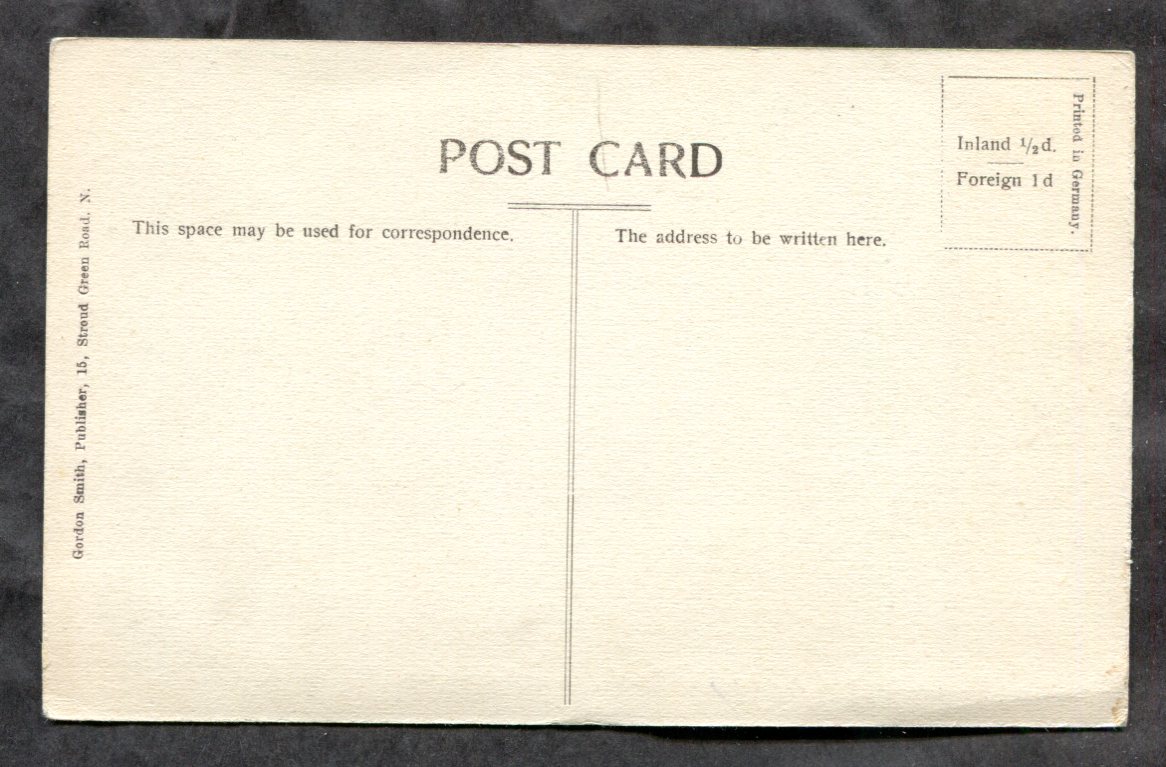 POST CARD
This space may be used for correspondence.
The address to be written here.
Inland ½d.
Foreign 1d
Printed in Germany.
Gordon Smith, Publisher, 15, Stroud Green Road. N.